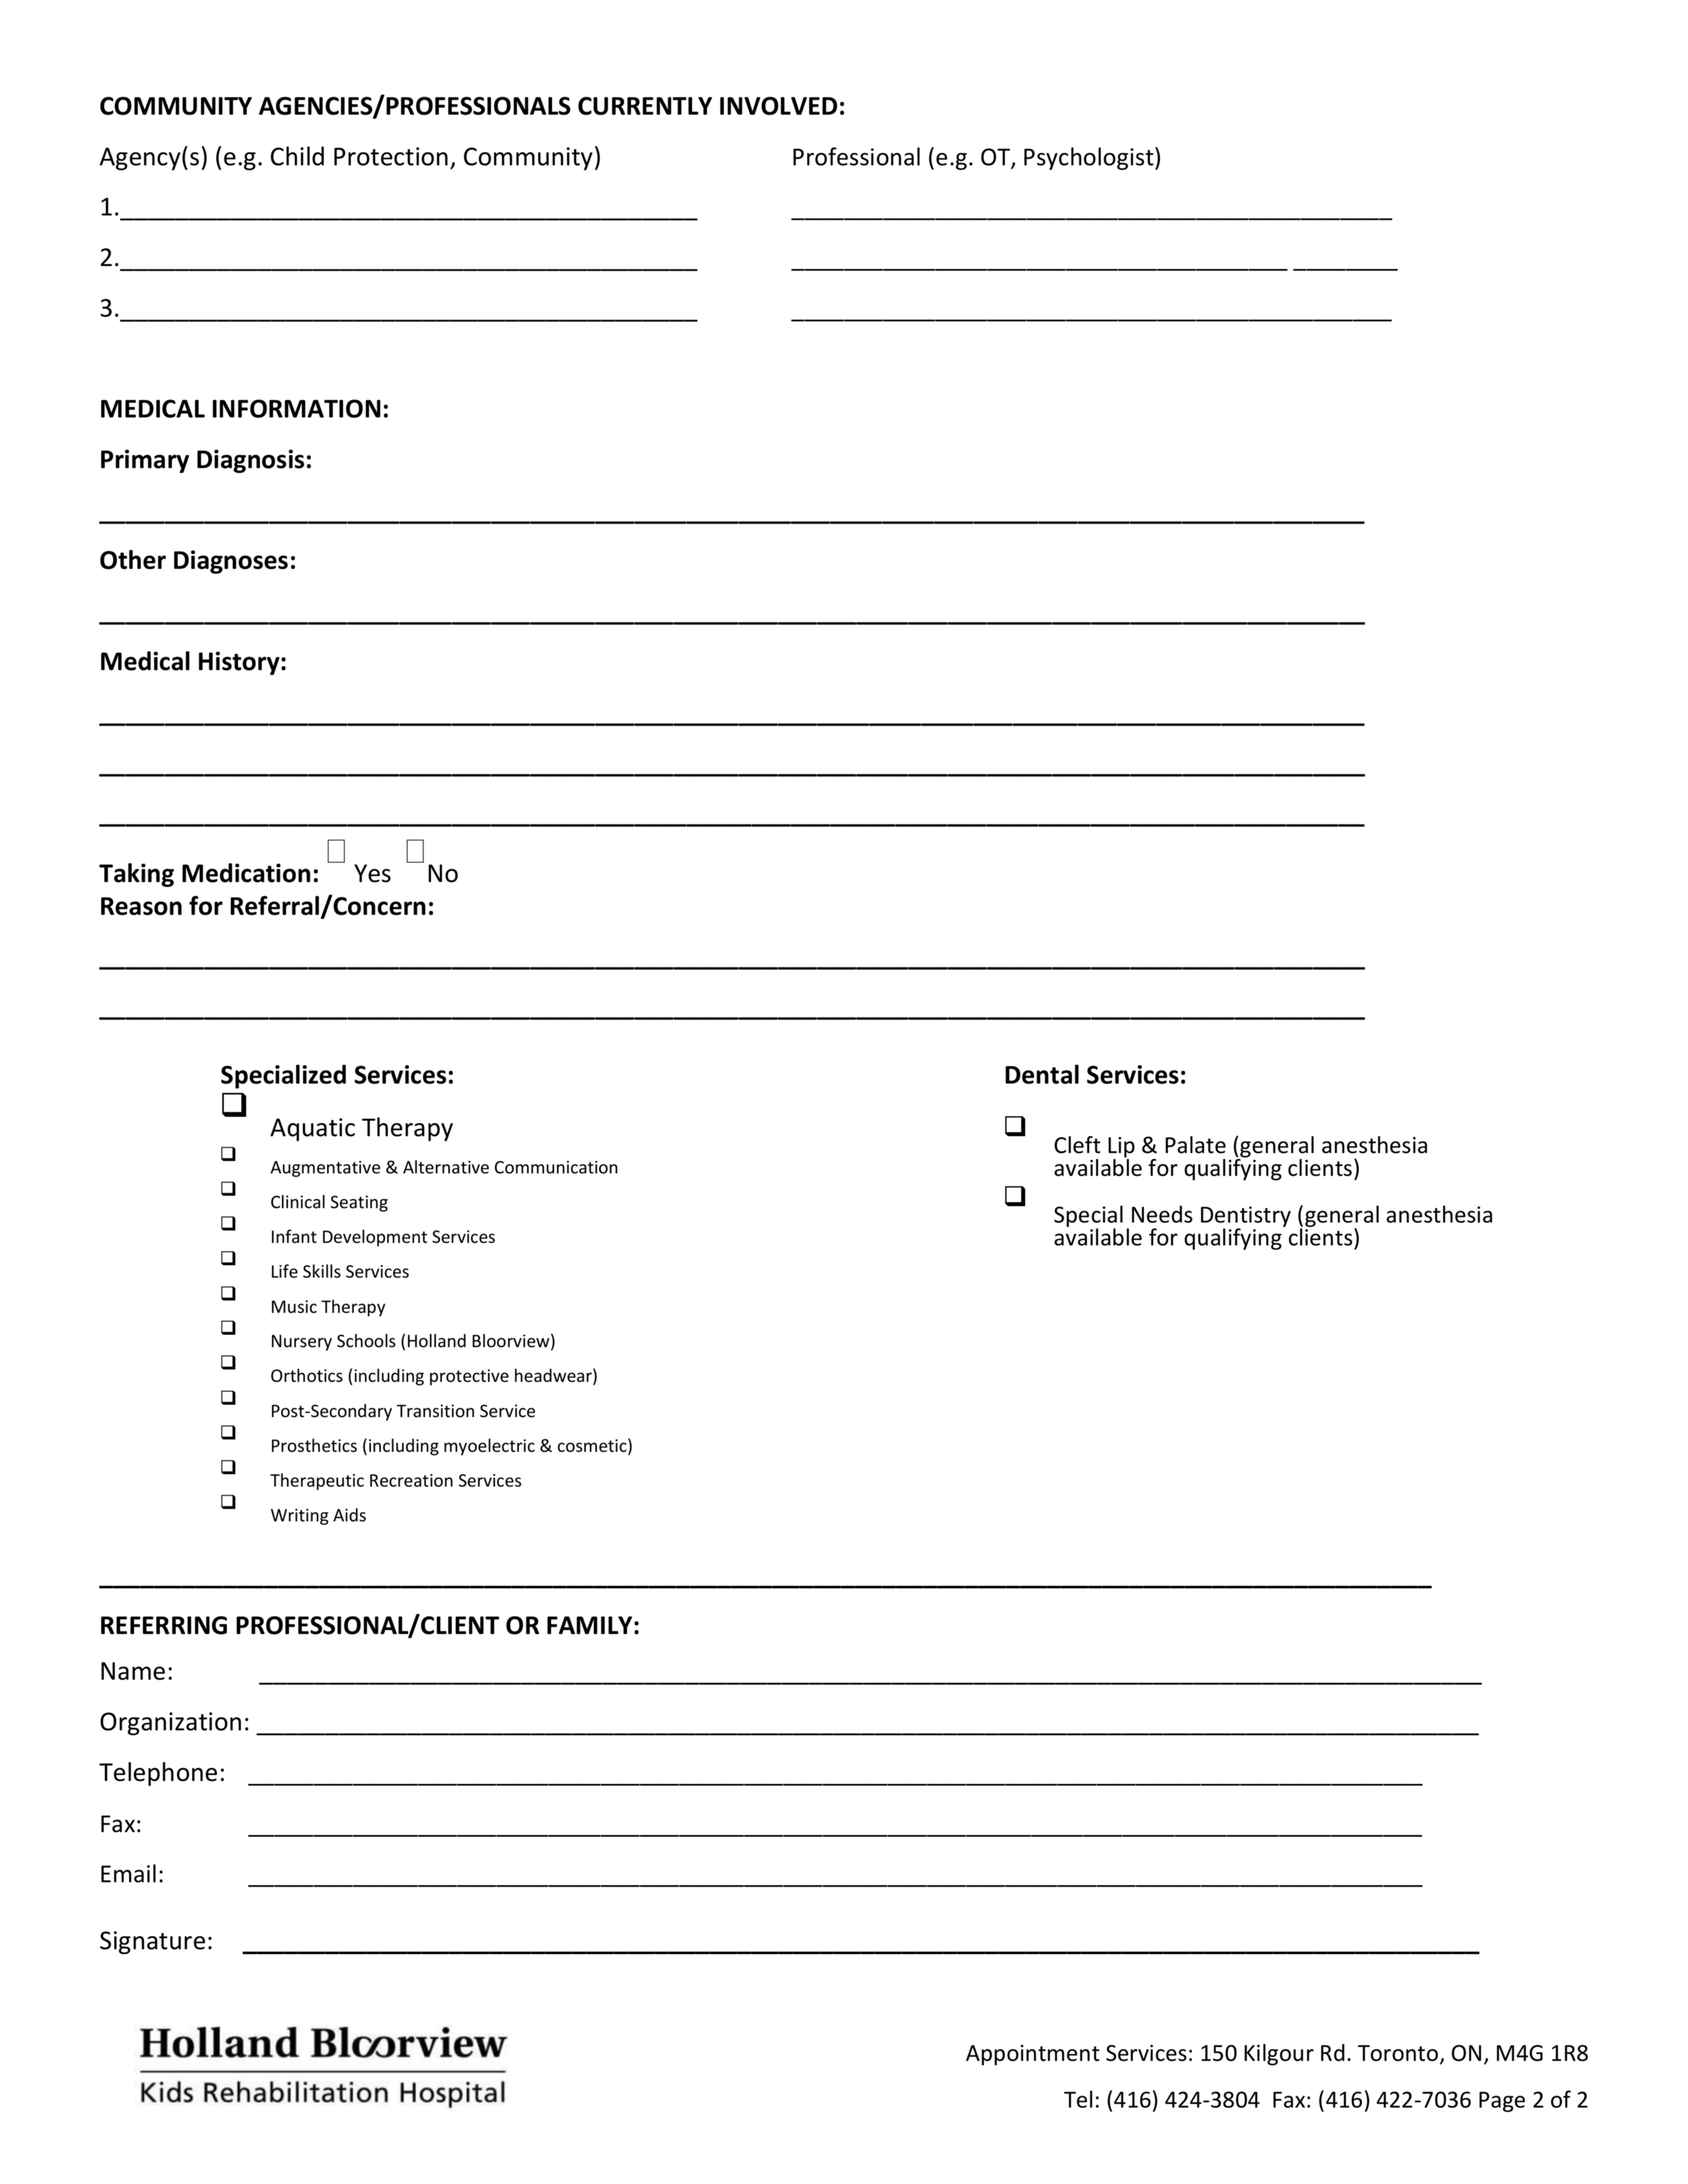 COMMUNITY AGENCIES/PROFESSIONALS CURRENTLY INVOLVED:
Agency(s) (e.g. Child Protection, Community) Professional (e.g. OT, Psychologist)
1.
2.
3.
MEDICAL INFORMATION:
Primary Diagnosis:
Other Diagnoses:
Medical History:
Taking Medication: Yes No
Reason for Referral/Concern:
Specialized Services:
Aquatic Therapy
Augmentative & Alternative Communication
Clinical Seating
Infant Development Services
Life Skills Services
Music Therapy
Nursery Schools (Holland Bloorview)
Orthotics (including protective headwear)
Post-Secondary Transition Service
Prosthetics (including myoelectric & cosmetic)
Therapeutic Recreation Services
Writing Aids
Dental Services:
Cleft Lip & Palate (general anesthesia
available for qualifying clients)
Special Needs Dentistry (general anesthesia
available for qualifying clients)
REFERRING PROFESSIONAL/CLIENT OR FAMILY:
Name:
Organization:
Telephone:
Fax:
Email:
Signature:
Holland Bloorview
Kids Rehabilitation Hospital
Appointment Services: 150 Kilgour Rd. Toronto, ON, M4G 1R8
Tel: (416) 424-3804 Fax: (416) 422-7036 Page 2 of 2